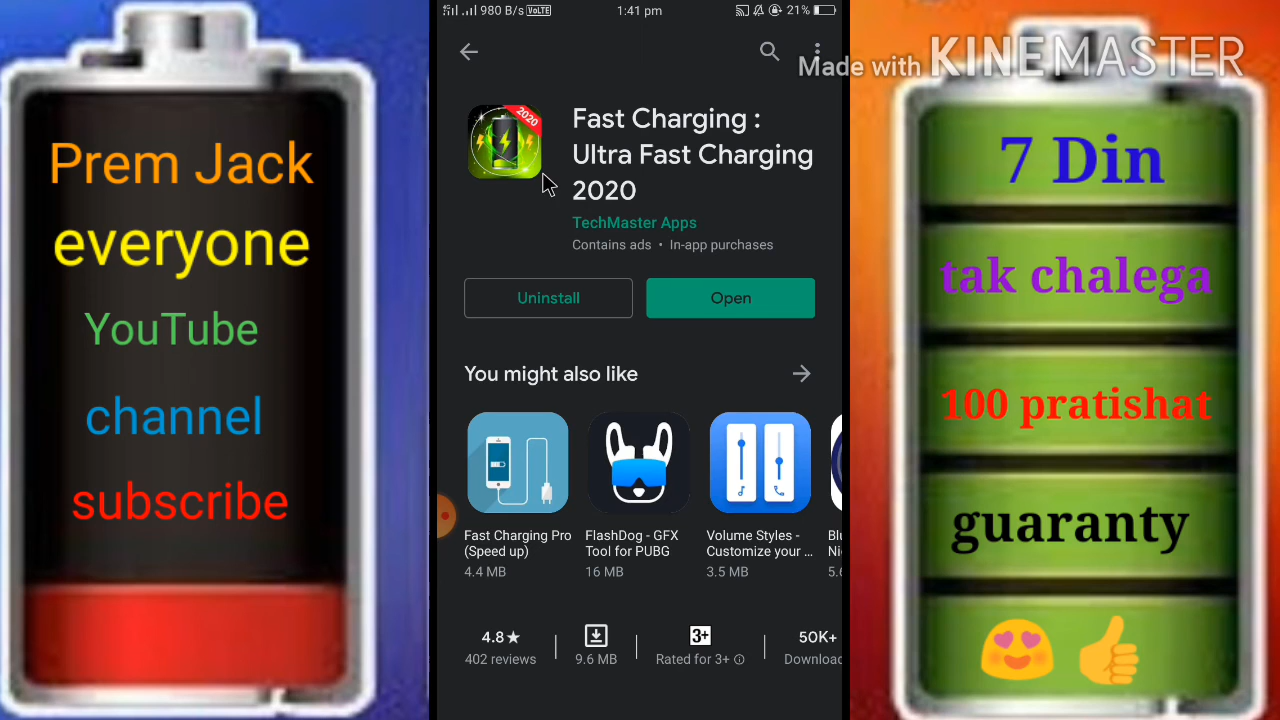 Prem Jack
everyone
YouTube
channel
subscribe
980 B/s VoLTE
1:41 pm
21%
2020
Fast Charging :
Ultra Fast Charging
2020
TechMaster Apps
Contains ads • In-app purchases
Uninstall
Open
You might also like
Fast Charging Pro
(Speed up)
4.4 MB
FlashDog - GFX
Tool for PUBG
16 MB
Volume Styles -
Customize your ...
3.5 MB
4.8★
402 reviews
9.6 MB
3+
Rated for 3+
50K+
Made with KINEMASTER
7 Din
tak chalega
100 pratishat
guaranty